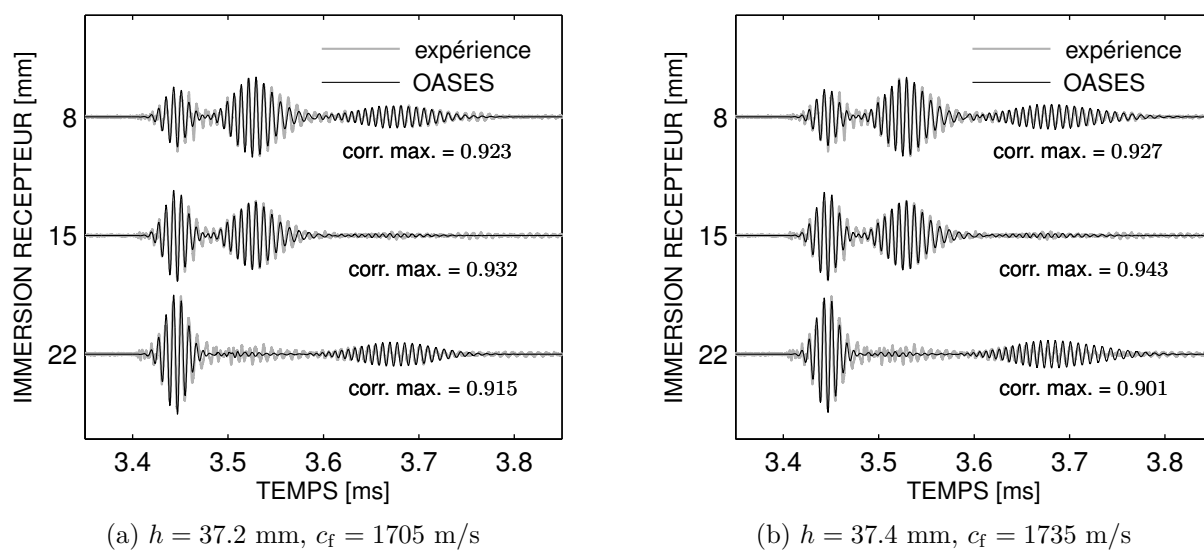 IMMERSION RECEPTEUR [mm]
expérience
OASES
8
corr. max. = 0.923
15
corr. max. = 0.932
22
corr. max. = 0.915
3.4 3.5 3.6 3.7 3.8
TEMPS [ms]
(a) h = 37.2 mm, cf = 1705 m/s
IMMERSION RECEPTEUR [mm]
expérience
OASES
8
corr. max. = 0.927
15
corr. max. = 0.943
22
corr. max. = 0.901
3.4 3.5 3.6 3.7 3.8
TEMPS [ms]
(b) h = 37.4 mm, cf = 1735 m/s